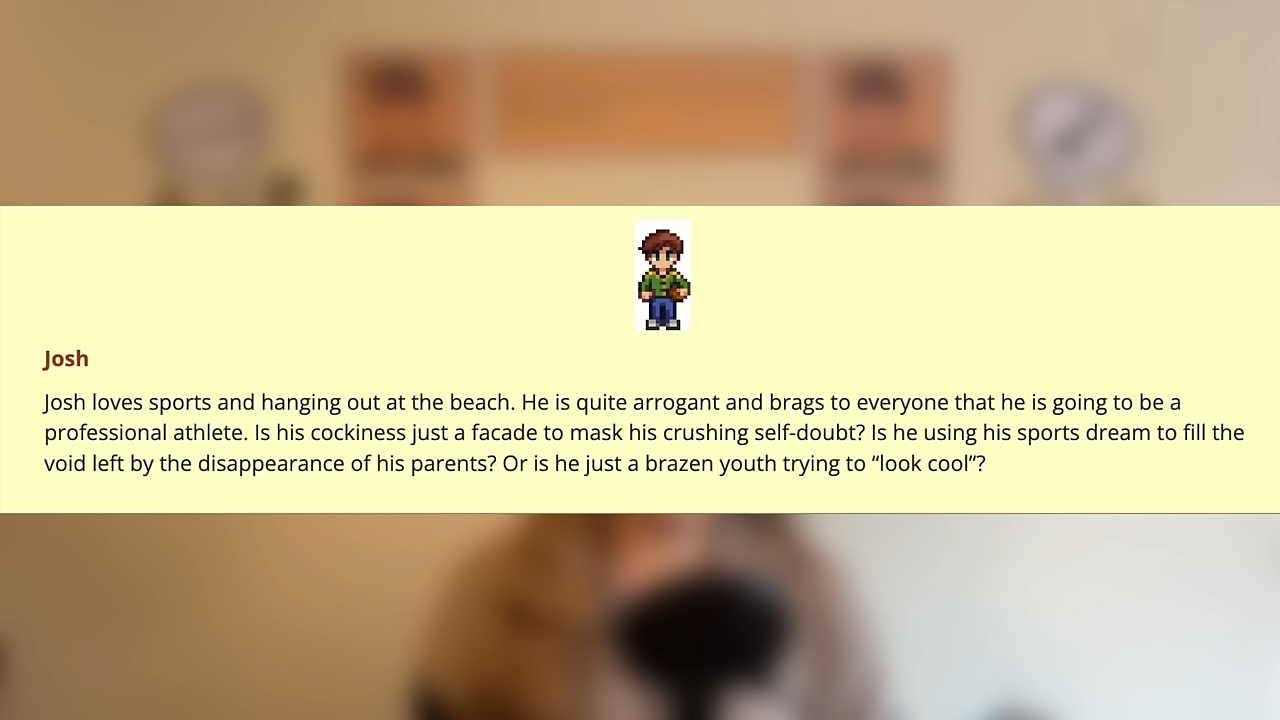 Josh
Josh loves sports and hanging out at the beach. He is quite arrogant and brags to everyone that he is going to be a
professional athlete. Is his cockiness just a facade to mask his crushing self-doubt? Is he using his sports dream to fill the
void left by the disappearance of his parents? Or is he just a brazen youth trying to “look cool”?